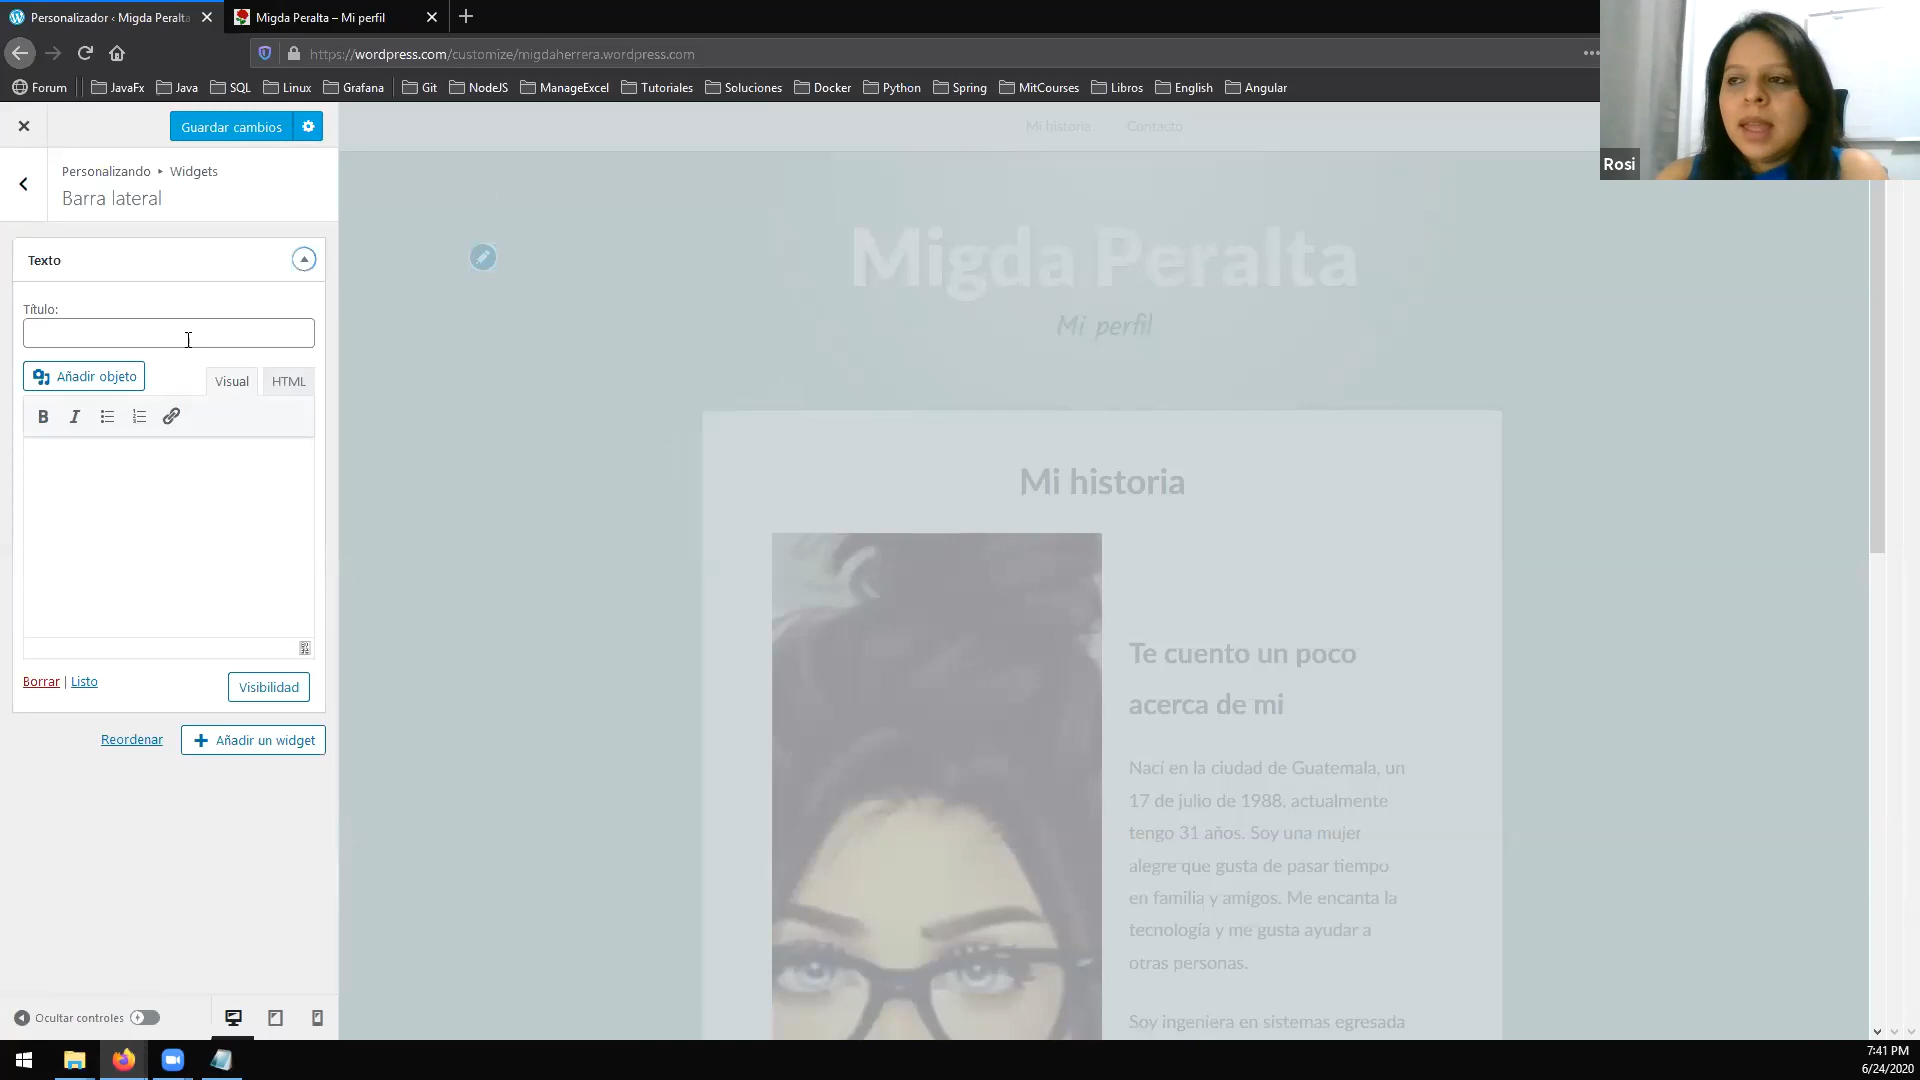 Personalizador ‹ Migda Peralta
Migda Peralta – Mi perfil
https://wordpress.com/customize/migdaherrera.wordpress.com
Forum
JavaFx
Java
SQL
Linux
Grafana
Git
NodeJS
ManageExcel
Tutoriales
Soluciones
Docker
Python
Spring
MitCourses
Libros
English
Angular
Rosi
Guardar cambios
Mi historia
Contacto
Personalizando ▸ Widgets
Barra lateral
Texto
Título:
Añadir objeto
Visual
HTML
B I
Borrar | Listo
Visibilidad
Reordenar
Añadir un widget
Ocultar controles
Migda Peralta
Mi perfil
Mi historia
Te cuento un poco
acerca de mi
Nací en la ciudad de Guatemala, un
17 de julio de 1988, actualmente
tengo 31 años. Soy una mujer
alegre que gusta de pasar tiempo
en familia y amigos. Me encanta la
tecnología y me gusta ayudar a
otras personas.
Soy ingeniera en sistemas egresada
7:41 PM
6/24/2020